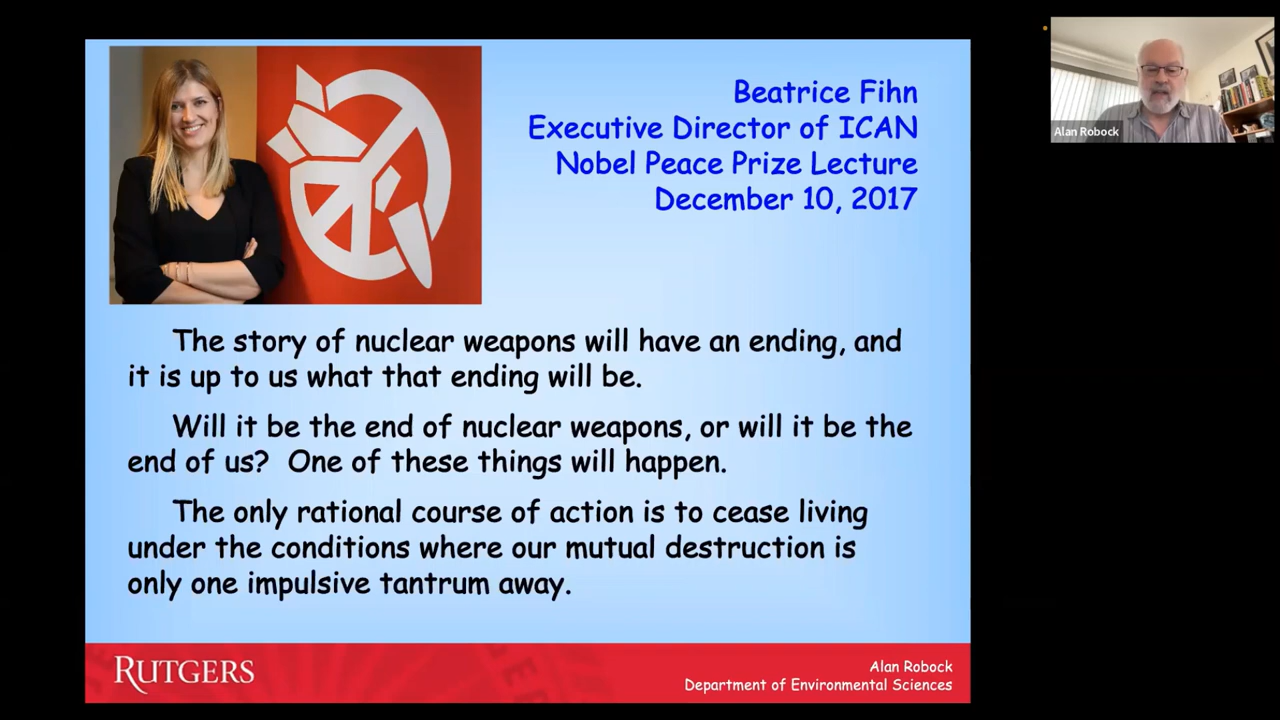 Beatrice Fihn
Executive Director of ICAN
Nobel Peace Prize Lecture
December 10, 2017
Alan Robock
The story of nuclear weapons will have an ending, and
it is up to us what that ending will be.
Will it be the end of nuclear weapons, or will it be the
end of us? One of these things will happen.
The only rational course of action is to cease living
under the conditions where our mutual destruction is
only one impulsive tantrum away.
RUTGERS
Alan Robock
Department of Environmental Sciences